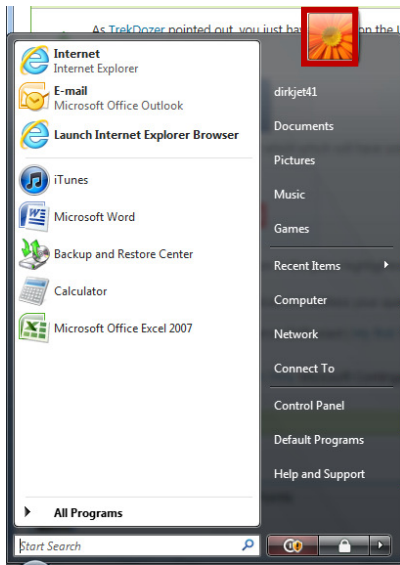 As TrekDozer pointed out, you just ha on the
Internet
Internet Explorer
E-mail
Microsoft Office Outlook
Launch Internet Explorer Browser
iTunes
Microsoft Word
Backup and Restore Center
Calculator
Microsoft Office Excel 2007
All Programs
Start Search
dirkjet41
Documents
Pictures
Music
Games
Recent Items
Computer
Network
Connect To
Control Panel
Default Programs
Help and Support